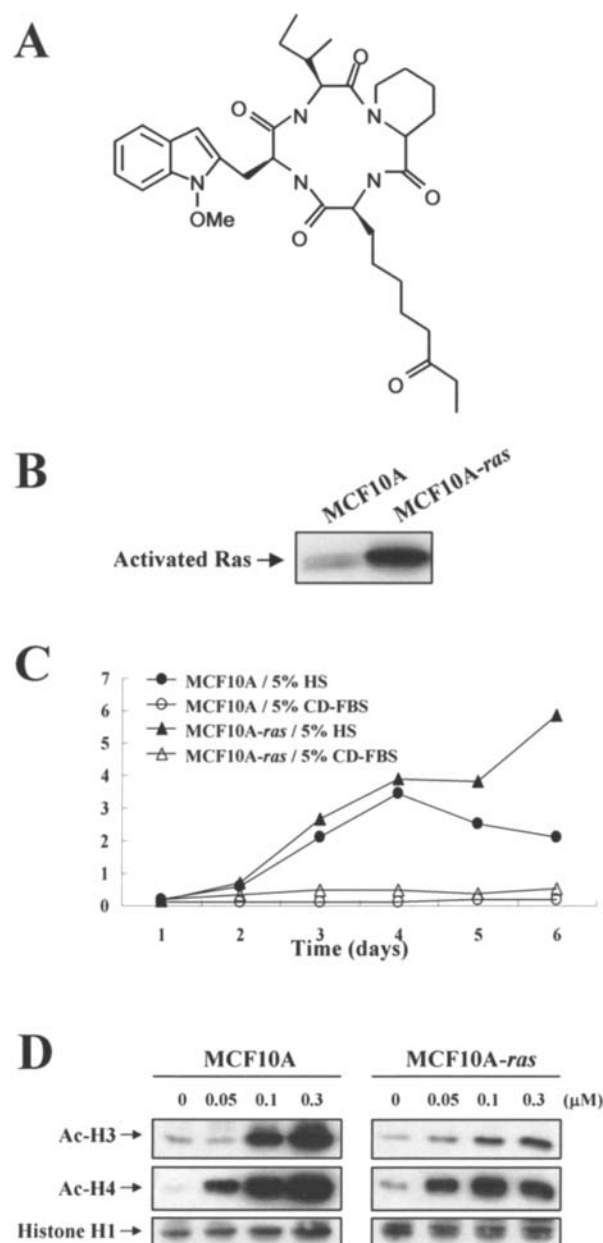 A
O
O
N
H
N
H
N
N
OMe
N
H
N
H
O
O
O
B
MCF10A
MCF10A-ras
Activated Ras
C
MCF10A / 5% HS
MCF10A / 5% CD-FBS
MCF10A-ras / 5% HS
MCF10A-ras / 5% CD-FBS
7
6
5
4
3
2
1
0
1 2 3 4 5 6
Time (days)
D
MCF10A MCF10A-ras
0 0.05 0.1 0.3 0 0.05 0.1 0.3 (µM)
Ac-H3
Ac-H4
Histone H1